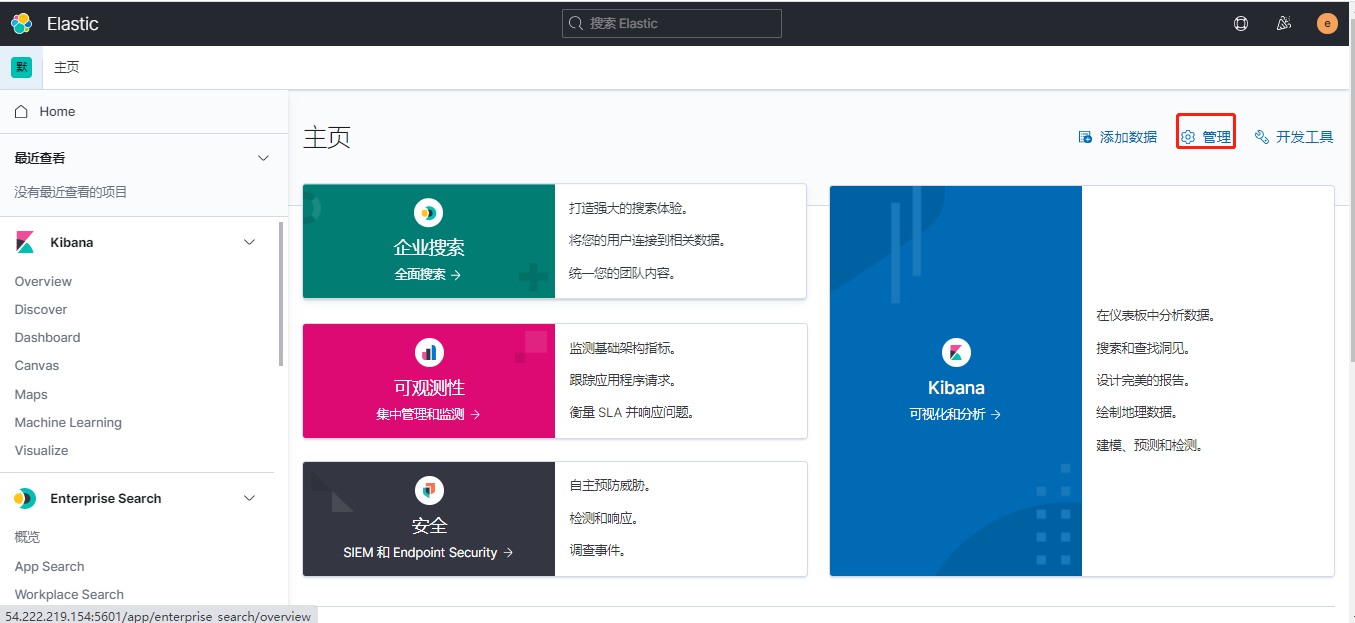 Elastic
搜索 Elastic
e
默
主页
Home
最近查看
没有最近查看的项目
Kibana
Overview
Discover
Dashboard
Canvas
Maps
Machine Learning
Visualize
Enterprise Search
概览
App Search
Workplace Search
54.222.219.154:5601/app/enterprise_search/overview
主页
添加数据
管理
开发工具
企业搜索
全面搜索 →
打造强大的搜索体验。
将您的用户连接到相关数据。
统一您的团队内容。
可观测性
集中管理和监测 →
监测基础架构指标。
跟踪应用程序请求。
衡量 SLA 并响应问题。
安全
SIEM 和 Endpoint Security →
自主预防威胁。
检测和响应。
调查事件。
Kibana
可视化和分析 →
在仪表板中分析数据。
搜索和查找洞见。
设计完美的报告。
绘制地理数据。
建模、预测和检测。